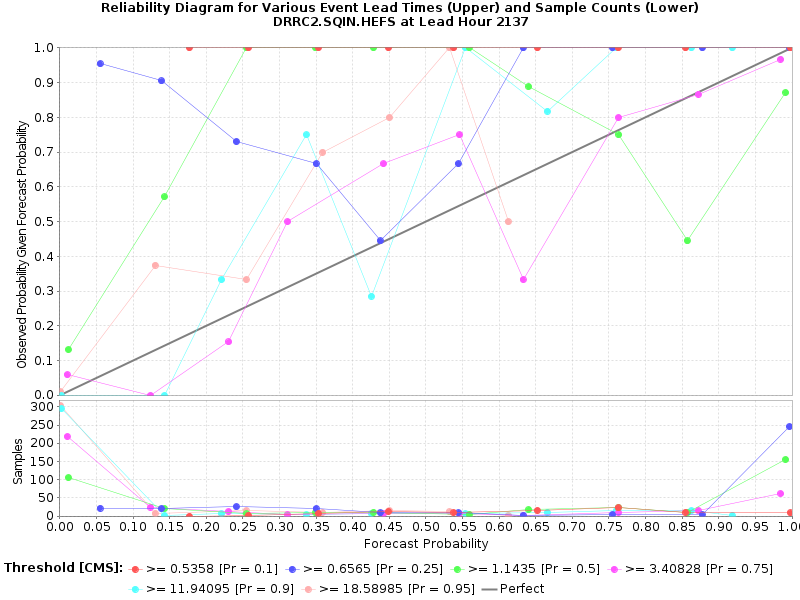 Reliability Diagram for Various Event Lead Times (Upper) and Sample Counts (Lower)
DRRC2.SQIN.HEFS at Lead Hour 2137
Observed Probability Given Forecast Probability
1.0
0.9
0.8
0.7
0.6
0.5
0.4
0.3
0.2
0.1
0.0
Samples
300
250
200
150
100
50
0
0.00 0.05 0.10 0.15 0.20 0.25 0.30 0.35 0.40 0.45 0.50 0.55 0.60 0.65 0.70 0.75 0.80 0.85 0.90 0.95 1.0
Forecast Probability
Threshold [CMS]: >= 0.5358 [Pr = 0.1] >= 0.6565 [Pr = 0.25] >= 1.1435 [Pr = 0.5] >= 3.40828 [Pr = 0.75]
>= 11.94095 [Pr = 0.9] >= 18.58985 [Pr = 0.95] Perfect